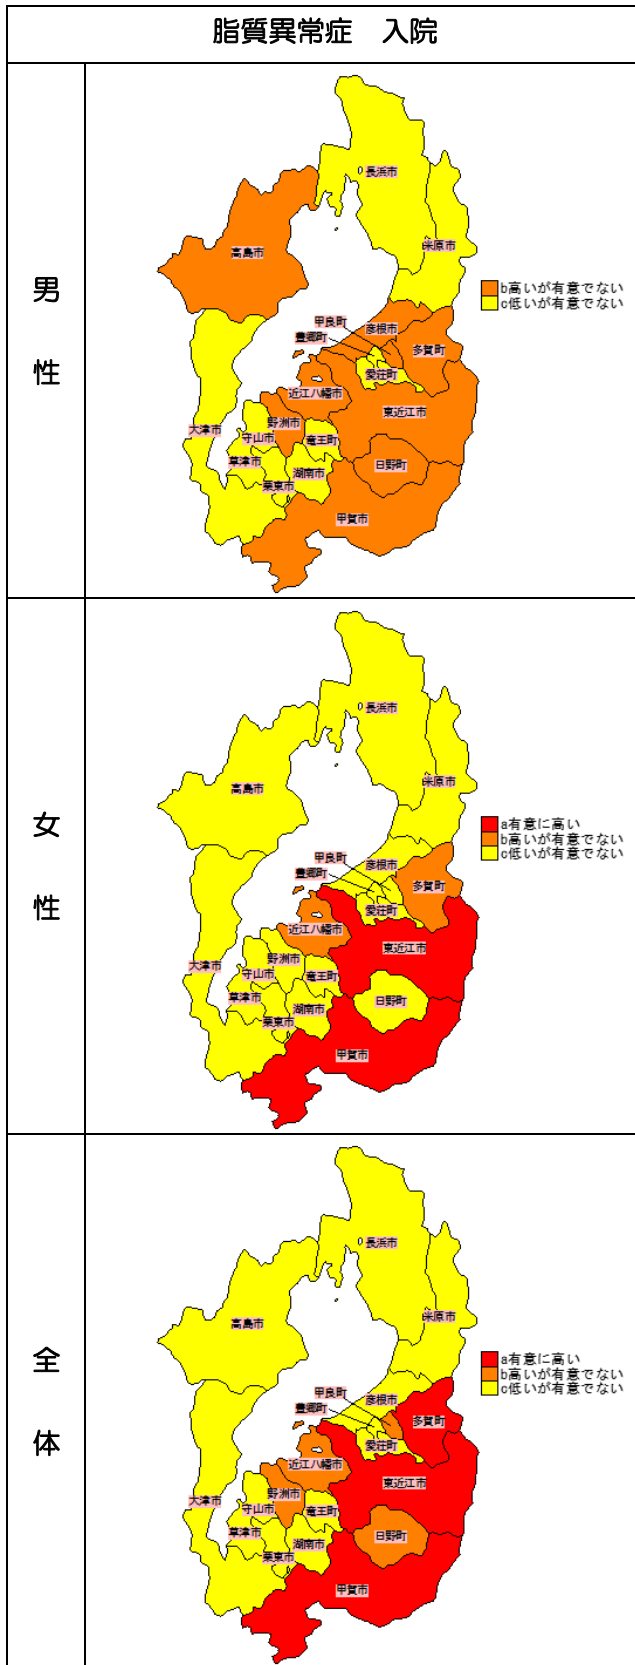 脂質異常症　入院
男
性
長浜市
米原市
高島市
b高いが有意でない
c低いが有意でない
甲良町
彦根市
豊郷町
多賀町
愛荘町
近江八幡市
東近江市
大津市
野洲市
守山市
竜王町
草津市
日野町
湖南市
栗東市
甲賀市
女
性
長浜市
米原市
高島市
a有意に高い
b高いが有意でない
c低いが有意でない
甲良町
彦根市
豊郷町
多賀町
愛荘町
近江八幡市
東近江市
大津市
野洲市
守山市
竜王町
草津市
日野町
湖南市
栗東市
甲賀市
全
体
長浜市
米原市
高島市
a有意に高い
b高いが有意でない
c低いが有意でない
甲良町
彦根市
豊郷町
多賀町
愛荘町
近江八幡市
東近江市
大津市
野洲市
守山市
竜王町
草津市
日野町
湖南市
栗東市
甲賀市